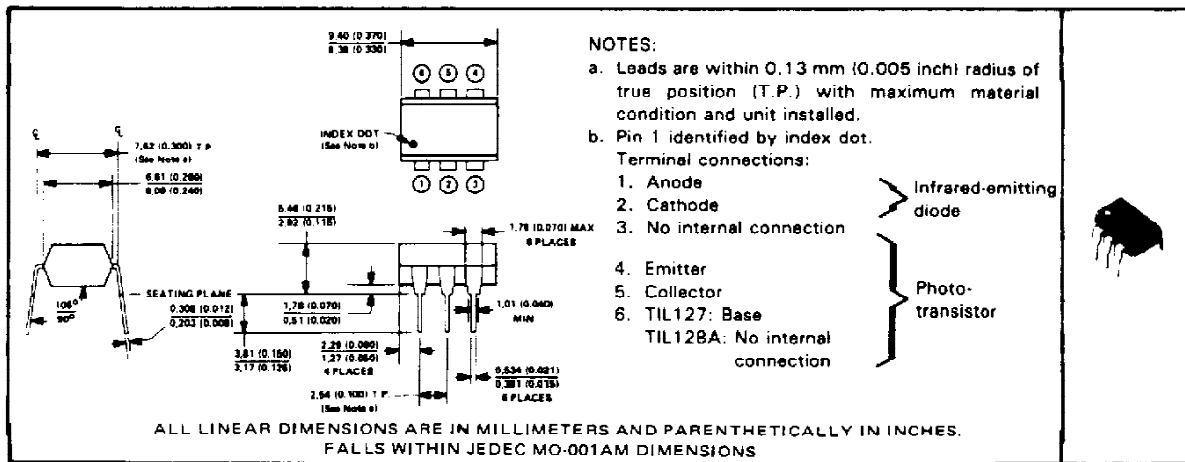 9,40 (0.370)
8,38 (0.330)
6 5 4
INDEX DOT
(See Note b)
1 2 3
℄ ℄
7,62 (0.300) T.P.
(See Note a)
6,61 (0.260)
6,09 (0.240)
5,46 (0.215)
2,92 (0.115)
1,78 (0.070) MAX
6 PLACES
105°
90°
SEATING PLANE
0,305 (0.012)
0,203 (0.008)
1,78 (0.070)
0,51 (0.020)
1,01 (0.040)
MIN
3,81 (0.150)
3,17 (0.125)
2,29 (0.090)
1,27 (0.050)
4 PLACES
0,534 (0.021)
0,381 (0.015)
6 PLACES
2,54 (0.100) T.P.
(See Note a)
NOTES:
a. Leads are within 0,13 mm (0.005 inch) radius of
true position (T.P.) with maximum material
condition and unit installed.
b. Pin 1 identified by index dot.
Terminal connections:
1. Anode
2. Cathode
Infrared-emitting
diode
3. No internal connection
4. Emitter
5. Collector
6. TIL127: Base
TIL128A: No internal
connection
Photo-
transistor
ALL LINEAR DIMENSIONS ARE IN MILLIMETERS AND PARENTHETICALLY IN INCHES.
FALLS WITHIN JEDEC MO-001AM DIMENSIONS